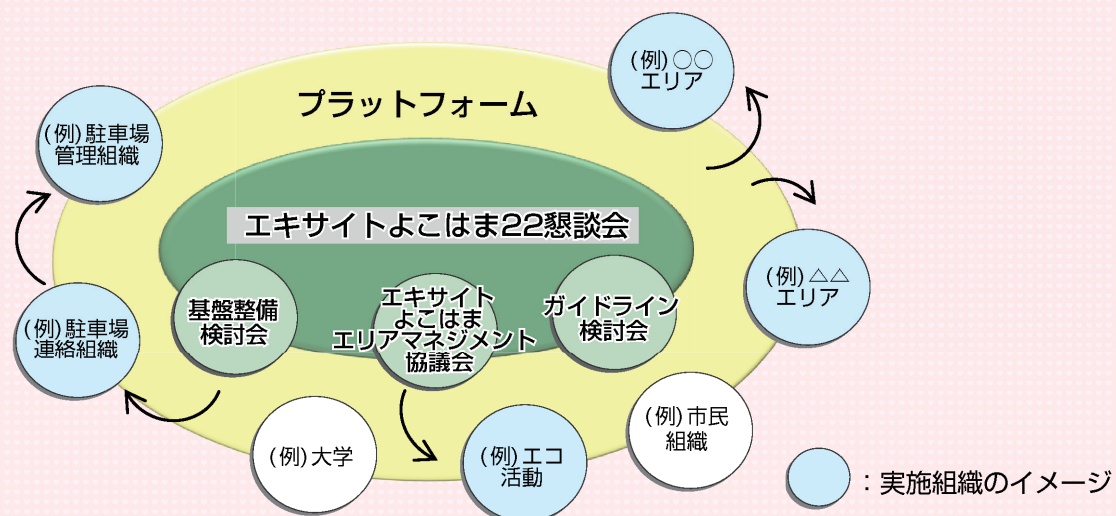 プラットフォーム
(例)○○
エリア
(例)駐車場
管理組織
エキサイトよこはま22懇談会
(例)△△
エリア
基盤整備
検討会
エキサイト
よこはま
エリアマネジメント
協議会
ガイドライン
検討会
(例)駐車場
連絡組織
(例)大学
(例)エコ
活動
(例)市民
組織
：実施組織のイメージ